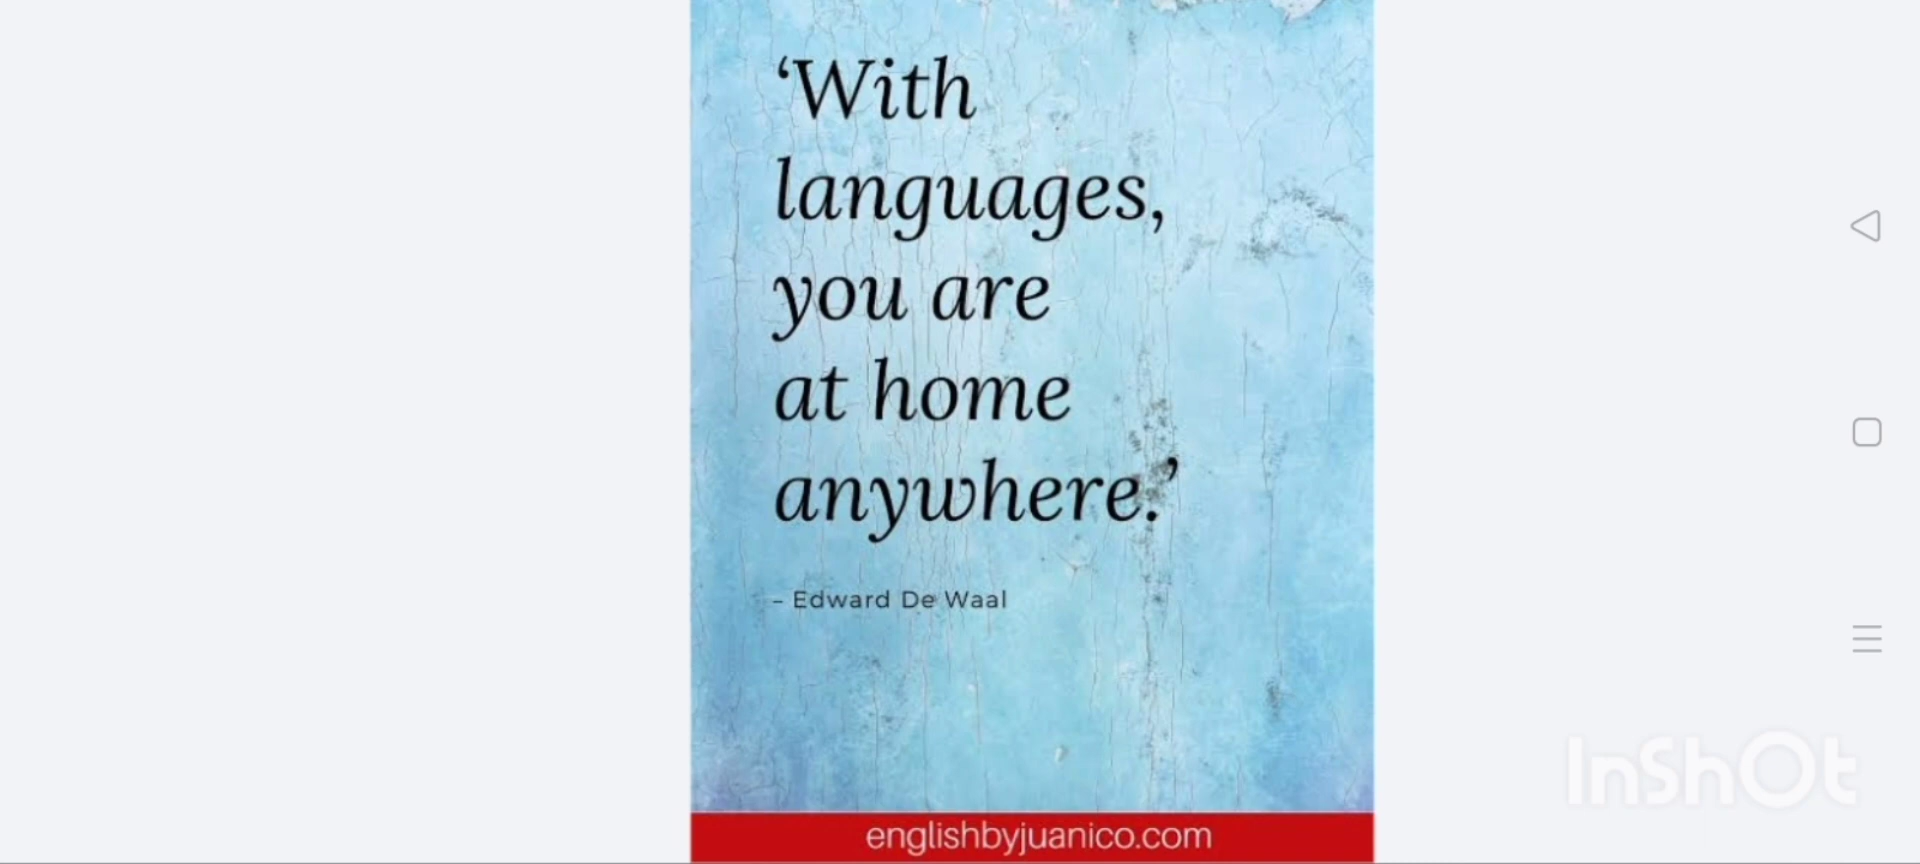 ‘With
languages,
you are
at home
anywhere.’
– Edward De Waal
englishbyjuanico.com
InShOt